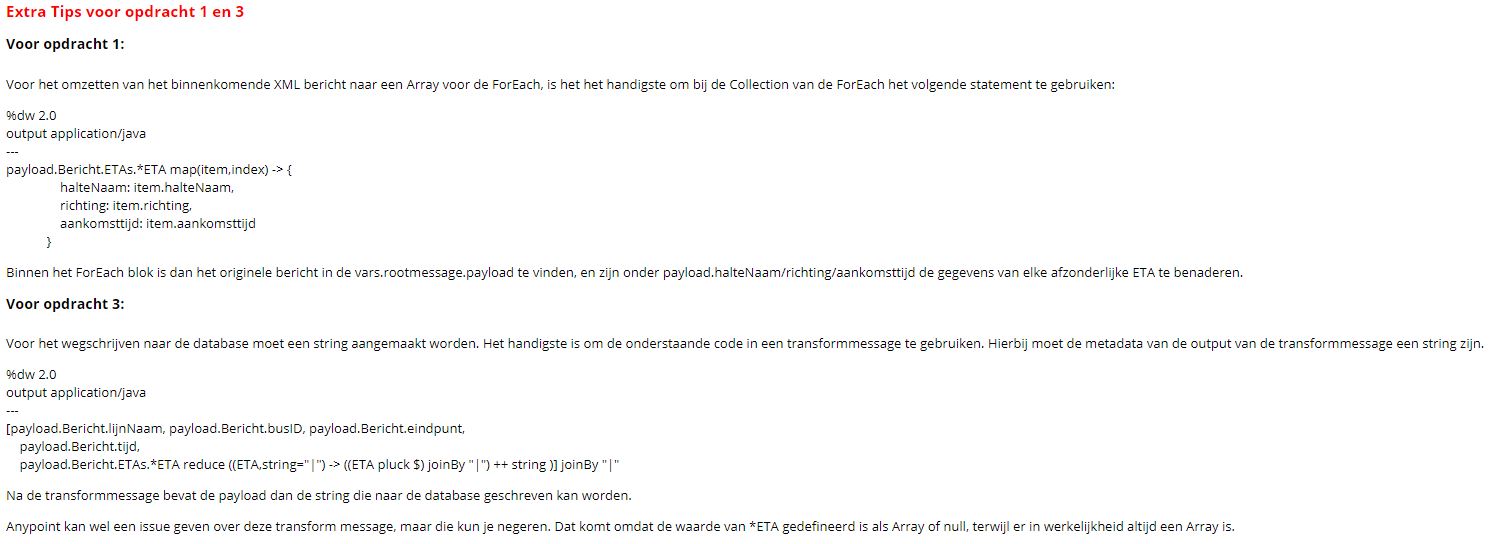 Extra Tips voor opdracht 1 en 3
Voor opdracht 1:
Voor het omzetten van het binnenkomende XML bericht naar een Array voor de ForEach, is het het handigste om bij de Collection van de ForEach het volgende statement te gebruiken:
%dw 2.0
output application/java
---
payload.Bericht.ETAs.*ETA map(item,index) -> {
halteNaam: item.halteNaam,
richting: item.richting,
aankomsttijd: item.aankomsttijd
}
Binnen het ForEach blok is dan het originele bericht in de vars.rootmessage.payload te vinden, en zijn onder payload.halteNaam/richting/aankomsttijd de gegevens van elke afzonderlijke ETA te benaderen.
Voor opdracht 3:
Voor het wegschrijven naar de database moet een string aangemaakt worden. Het handigste is om de onderstaande code in een transformmessage te gebruiken. Hierbij moet de metadata van de output van de transformmessage een string zijn.
%dw 2.0
output application/java
---
[payload.Bericht.lijnNaam, payload.Bericht.busID, payload.Bericht.eindpunt,
payload.Bericht.tijd,
payload.Bericht.ETAs.*ETA reduce ((ETA,string="|") -> ((ETA pluck $) joinBy "|") ++ string )] joinBy "|"
Na de transformmessage bevat de payload dan de string die naar de database geschreven kan worden.
Anypoint kan wel een issue geven over deze transform message, maar die kun je negeren. Dat komt omdat de waarde van *ETA gedefineerd is als Array of null, terwijl er in werkelijkheid altijd een Array is.